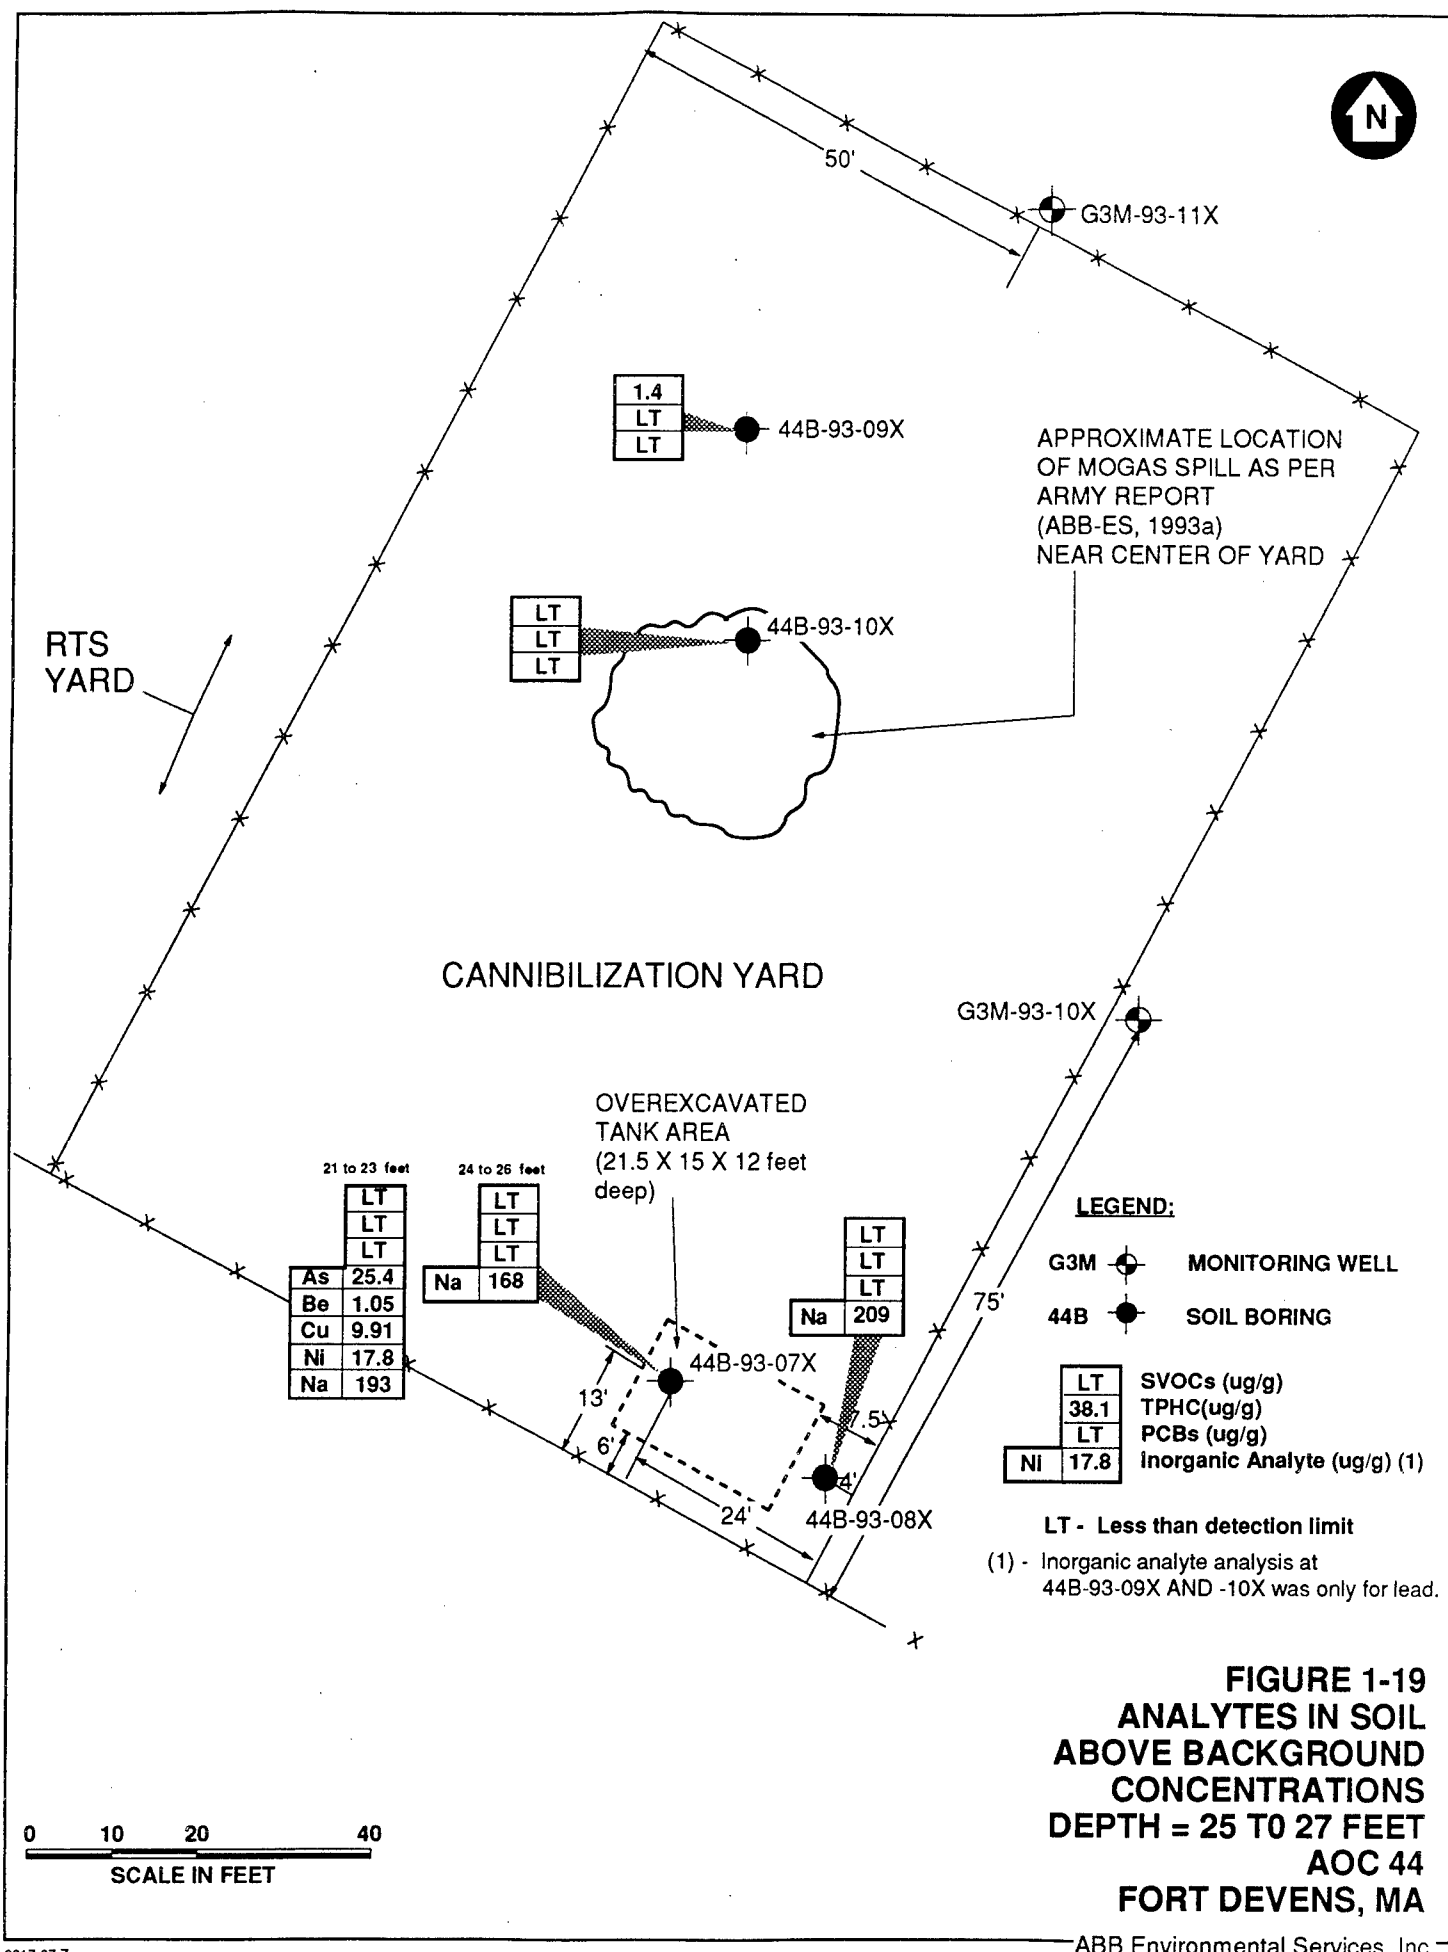 N
50'
G3M-93-11X
1.4
LT
LT
44B-93-09X
APPROXIMATE LOCATION
OF MOGAS SPILL AS PER
ARMY REPORT
(ABB-ES, 1993a)
NEAR CENTER OF YARD
LT
LT
LT
44B-93-10X
RTS
YARD
CANNIBILIZATION YARD
G3M-93-10X
OVEREXCAVATED
TANK AREA
(21.5 X 15 X 12 feet
deep)
21 to 23 feet
LT
LT
LT
As 25.4
Be 1.05
Cu 9.91
Ni 17.8
Na 193
24 to 26 feet
LT
LT
LT
Na 168
LT
LT
LT
Na 209
44B-93-07X
13'
6'
7.5'
4'
24'
44B-93-08X
75'
LEGEND:
G3M MONITORING WELL
44B SOIL BORING
LT SVOCs (ug/g)
38.1 TPHC(ug/g)
LT PCBs (ug/g)
Ni 17.8 Inorganic Analyte (ug/g) (1)
LT - Less than detection limit
(1) - Inorganic analyte analysis at
44B-93-09X AND -10X was only for lead.
FIGURE 1-19
ANALYTES IN SOIL
ABOVE BACKGROUND
CONCENTRATIONS
DEPTH = 25 T0 27 FEET
AOC 44
FORT DEVENS, MA
0 10 20 40
SCALE IN FEET
ABB Environmental Services, Inc.